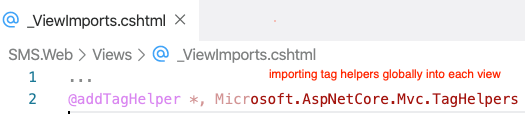 _ViewImports.cshtml ×
SMS.Web > Views > _ViewImports.cshtml
1 ...
importing tag helpers globally into each view
2 @addTagHelper *, Microsoft.AspNetCore.Mvc.TagHelpers